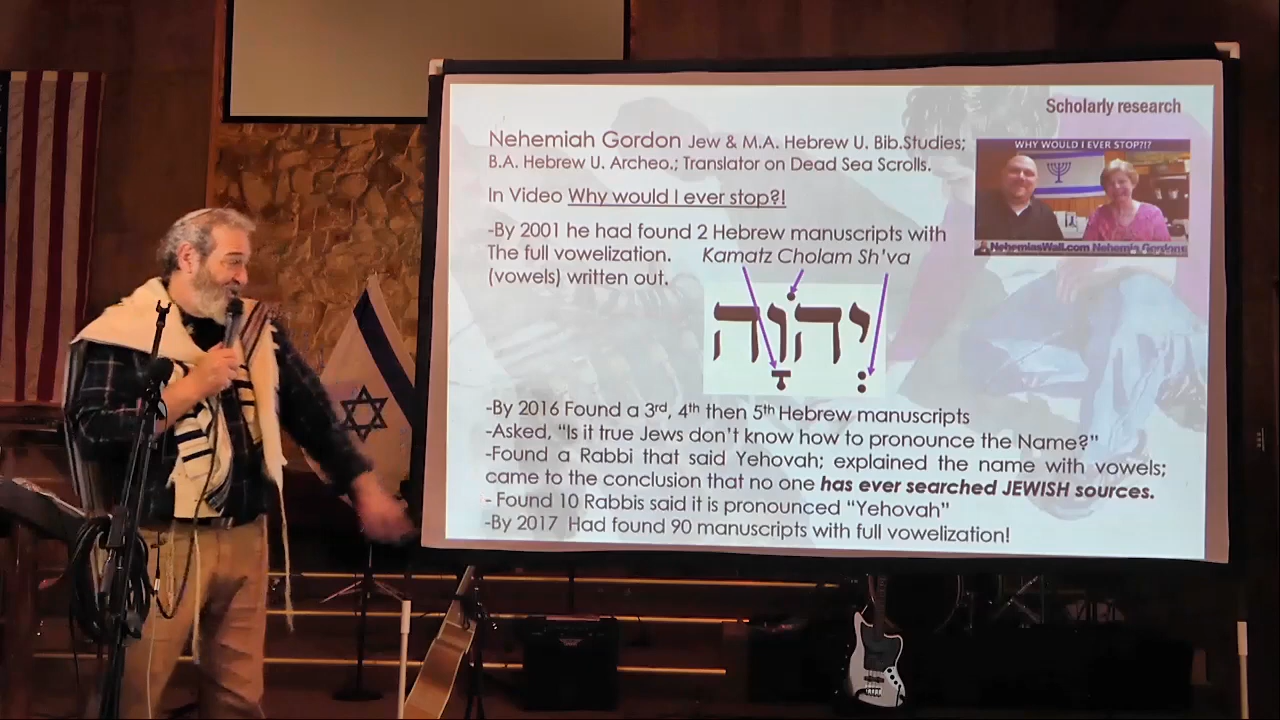 Scholarly research
Nehemiah Gordon Jew & M.A. Hebrew U. Bib.Studies;
B.A. Hebrew U. Archeo.; Translator on Dead Sea Scrolls.
WHY WOULD I EVER STOP?!?
In Video Why would I ever stop?!
-By 2001 he had found 2 Hebrew manuscripts with
The full vowelization.
Kamatz Cholam Sh'va
(vowels) written out.
NehemiasWall.com Nehemia Gordons
יְהֹוָה
-By 2016 Found a 3rd, 4th then 5th Hebrew manuscripts
-Asked, “Is it true Jews don’t know how to pronounce the Name?”
-Found a Rabbi that said Yehovah; explained the name with vowels;
came to the conclusion that no one has ever searched JEWISH sources.
- Found 10 Rabbis said it is pronounced “Yehovah”
-By 2017 Had found 90 manuscripts with full vowelization!